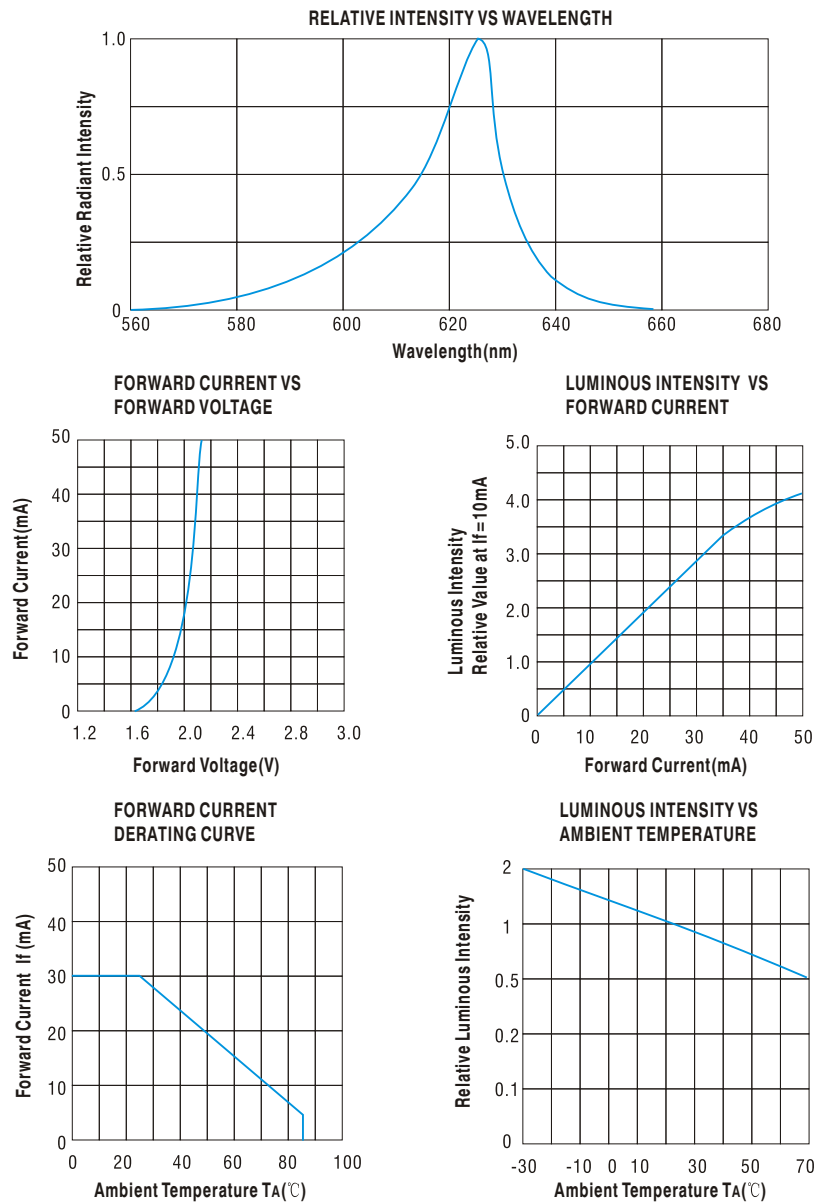 RELATIVE INTENSITY VS WAVELENGTH
Relative Radiant Intensity
1.0
0.5
0
560 580 600 620 640 660 680
Wavelength(nm)
FORWARD CURRENT VS
FORWARD VOLTAGE
Forward Current(mA)
50
40
30
20
10
0
1.2 1.6 2.0 2.4 2.8 3.0
Forward Voltage(V)
LUMINOUS INTENSITY VS
FORWARD CURRENT
Luminous Intensity
Relative Value at If=10mA
5.0
4.0
3.0
2.0
1.0
0
0 10 20 30 40 50
Forward Current(mA)
FORWARD CURRENT
DERATING CURVE
Forward Current If (mA)
50
40
30
20
10
0
0 20 40 60 80 100
Ambient Temperature TA(℃)
LUMINOUS INTENSITY VS
AMBIENT TEMPERATURE
Relative Luminous Intensity
2
1
0.5
0.2
0.1
0
-30 -10 0 10 30 50 70
Ambient Temperature TA(℃)